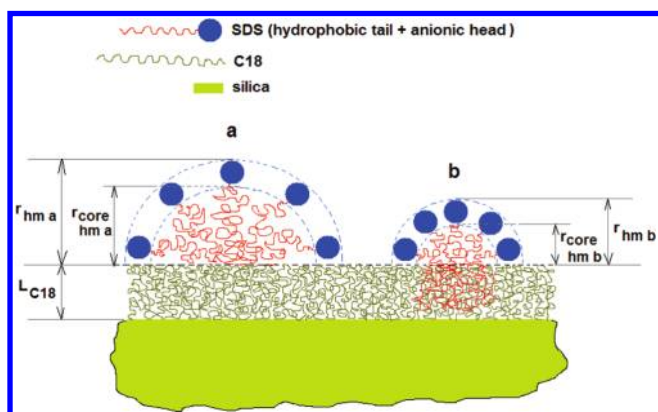 SDS (hydrophobic tail + anionic head )
C18
silica
a
b
r hm a
r core hm a
r core hm b
r hm b
L C18